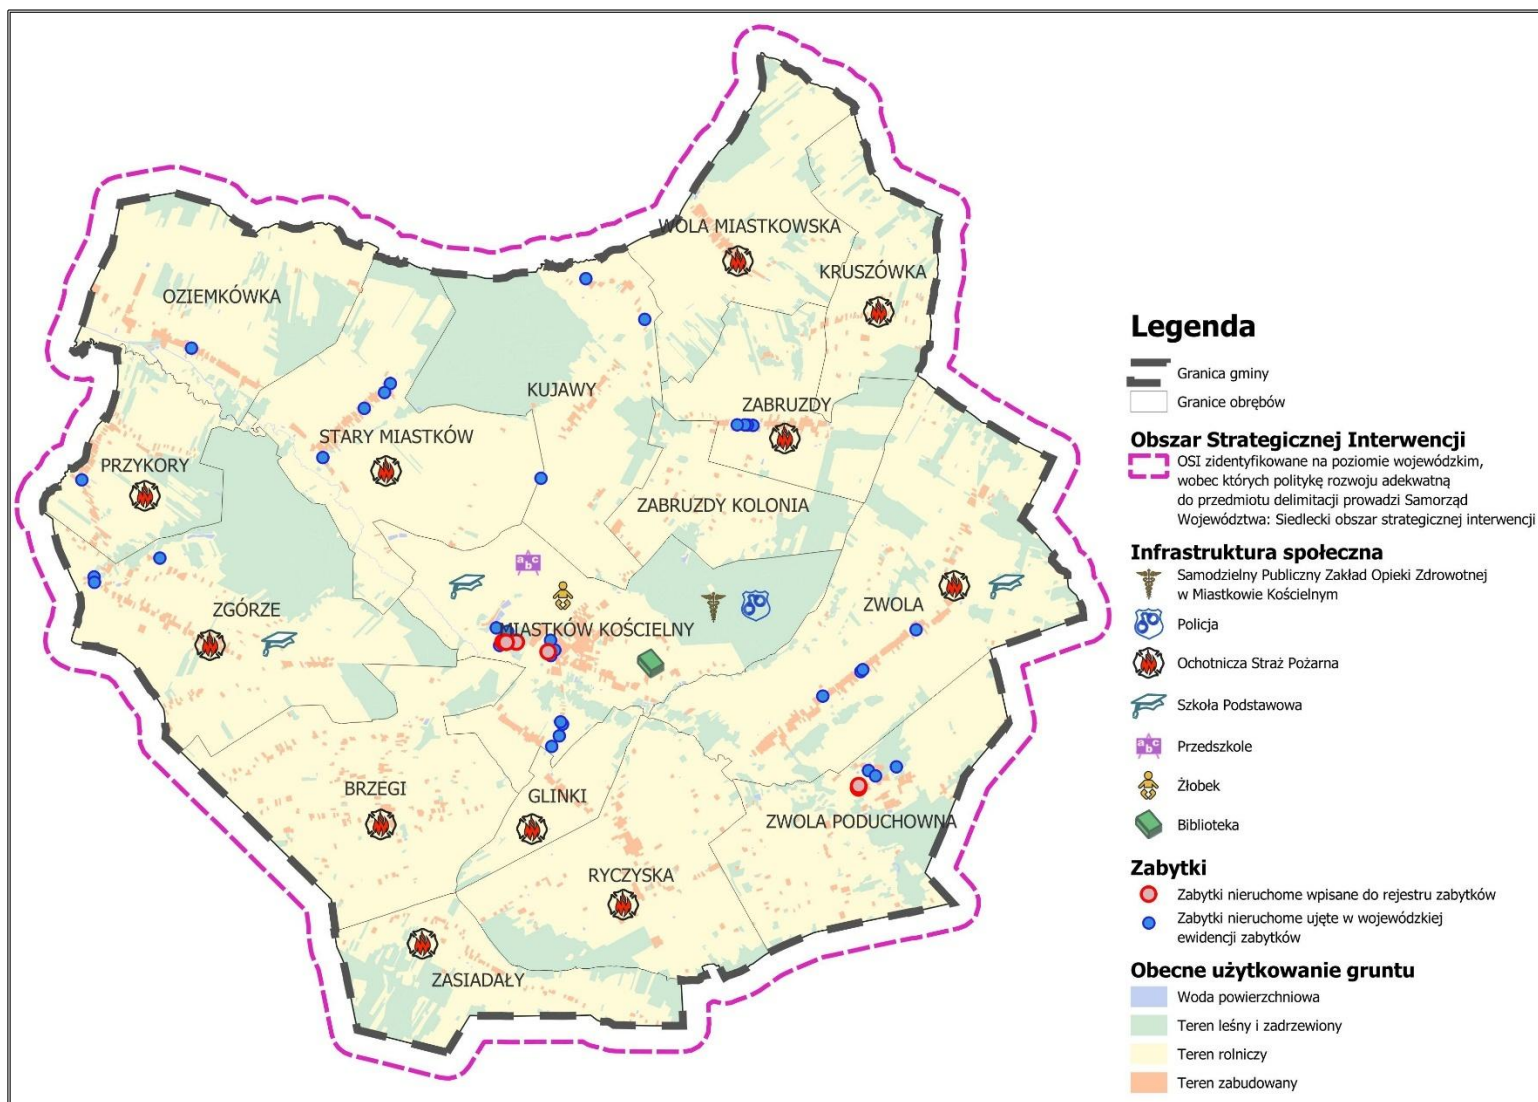 WOLA MIASTKOWSKA
KRUSZÓWKA
OZIEMKÓWKA
KUJAWY
ZABRUZDY
STARY MIASTKÓW
PRZYKORY
ZABRUZDY KOLONIA
ZGÓRZE
ZWOLA
MIASTKÓW KOŚCIELNY
BRZEGI
GLINKI
ZWOLA PODUCHOWNA
RYCZYSKA
ZASIADAŁY
a b c
Legenda
Granica gminy
Granice obrębów
Obszar Strategicznej Interwencji
OSI zidentyfikowane na poziomie wojewódzkim,
wobec których politykę rozwoju adekwatną
do przedmiotu delimitacji prowadzi Samorząd
Województwa: Siedlecki obszar strategicznej interwencji
Infrastruktura społeczna
Samodzielny Publiczny Zakład Opieki Zdrowotnej
w Miastkowie Kościelnym
Policja
Ochotnicza Straż Pożarna
Szkoła Podstawowa
a b c
Przedszkole
Żłobek
Biblioteka
Zabytki
Zabytki nieruchome wpisane do rejestru zabytków
Zabytki nieruchome ujęte w wojewódzkiej
ewidencji zabytków
Obecne użytkowanie gruntu
Woda powierzchniowa
Teren leśny i zadrzewiony
Teren rolniczy
Teren zabudowany